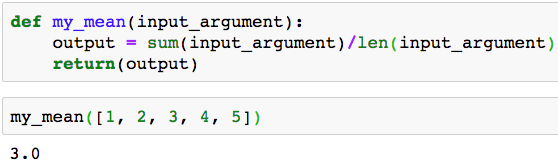 def my_mean(input_argument):
    output = sum(input_argument)/len(input_argument)
    return(output)
my_mean([1, 2, 3, 4, 5])
3.0